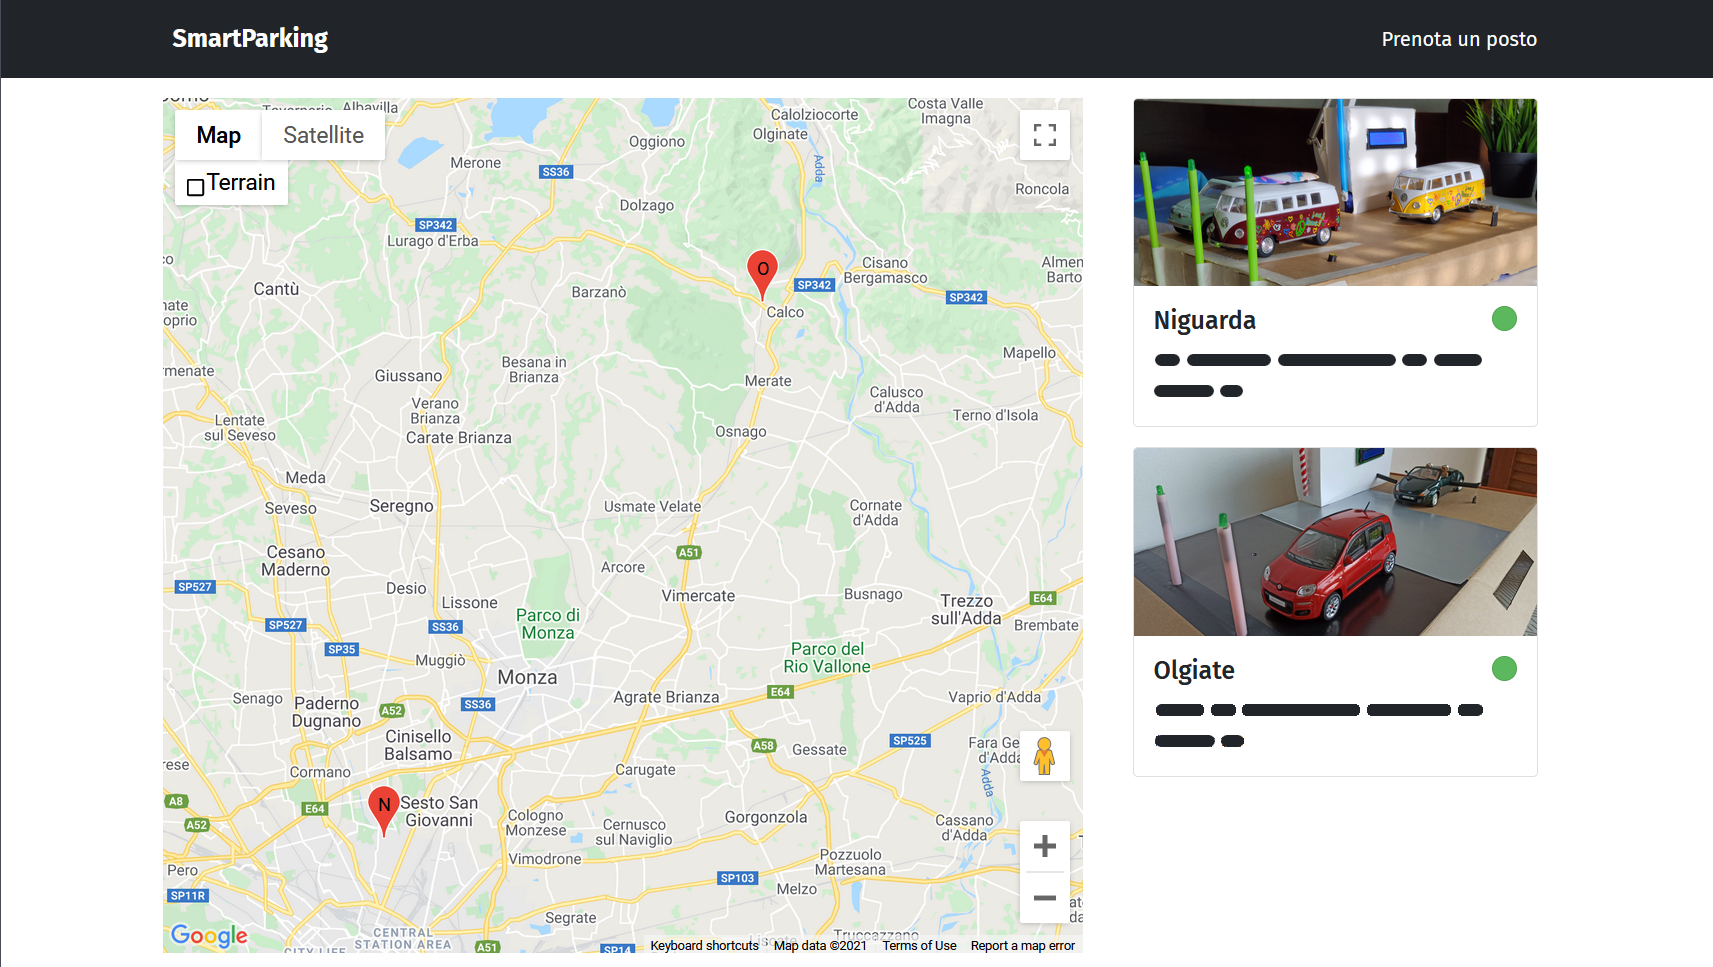 SmartParking
Prenota un posto
Map
Satellite
Terrain
Albavilla
Costa Valle
Imagna
Calolziocorte
Olginate
Oggiono
Merone
SS36
Adda
Roncola
Dolzago
SP342
Lurago d'Erba
O
Cisano
Bergamasco
SP342
SP342
Cantù
Barzanò
Calco
Besana in
Brianza
Mapello
Giussano
Merate
Calusco
d'Adda
Verano
Brianza
Terno d'Isola
Lentate
sul Seveso
Carate Brianza
Osnago
Meda
Seveso
Seregno
Usmate Velate
Cornate
d'Adda
Cesano
Maderno
A51
Arcore
SP527
Desio
Lissone
Vimercate
Busnago
Trezzo
sull'Adda
E64
Parco di
Monza
SP527
SS36
Brembate
SP35
Muggiò
Parco del
Rio Vallone
Monza
Senago
Paderno
Dugnano
A52
SS36
Agrate Brianza
E64
Vaprio d'Adda
Cinisello
Balsamo
A58
Gessate
SP525
Cormano
Carugate
Adda
A8
E64
N
Sesto San
Giovanni
A52
Cologno
Monzese
Cernusco
sul Naviglio
Gorgonzola
Cassano
d'Adda
Vimodrone
Pozzuolo
Martesana
Pero
SP103
Melzo
SP11R
Segrate
CENTRAL
STATION AREA
Google
CITY LIFE
A51
SP14
Truccazzano
Keyboard shortcuts
Map data ©2021
Terms of Use
Report a map error
Niguarda
Olgiate